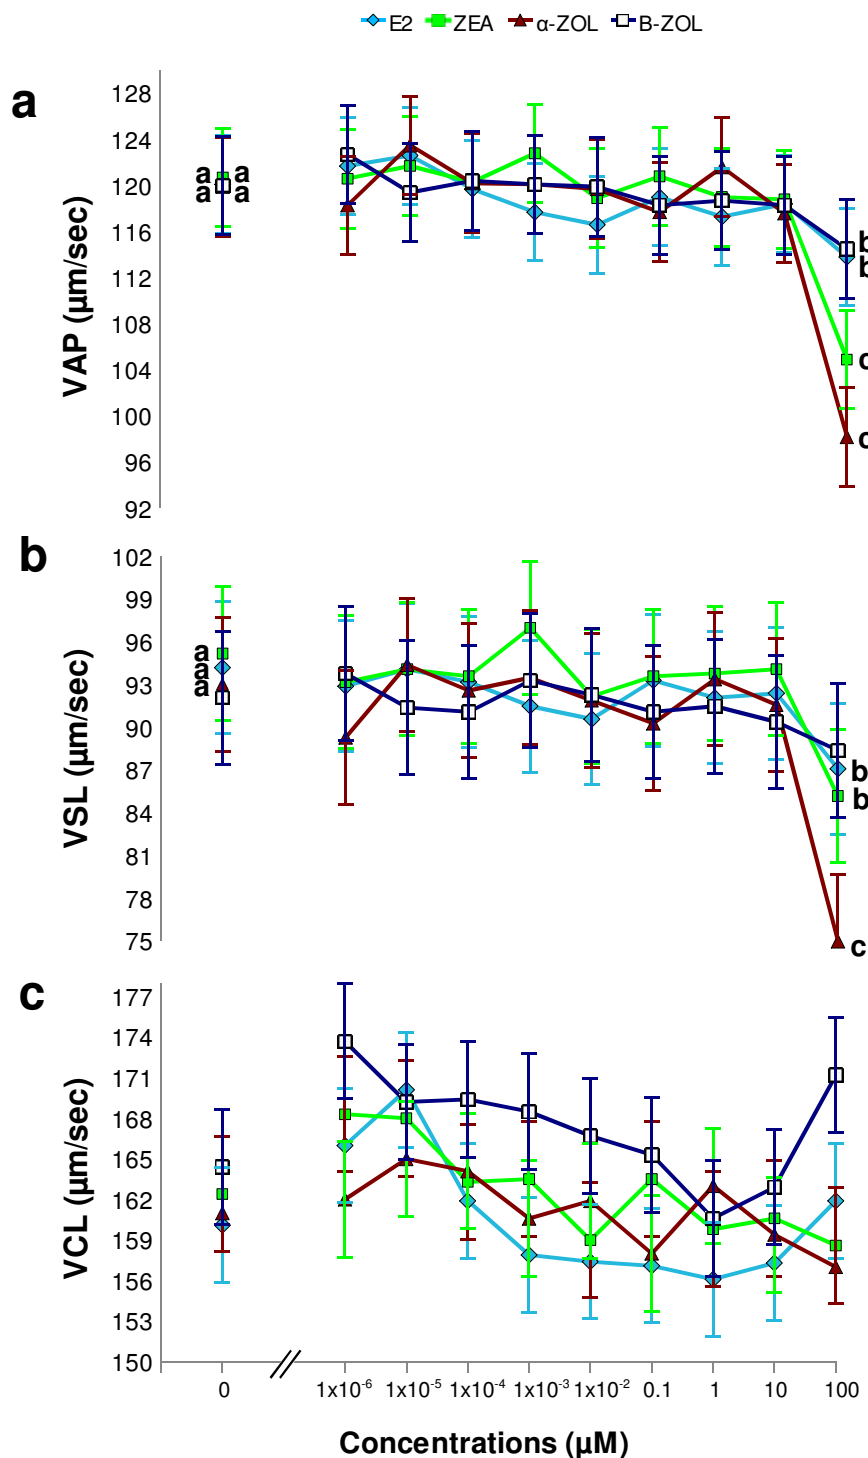 E2 ZEA α-ZOL B-ZOL
a
128
124
120
116
112
108
104
100
96
92
VAP (µm/sec)
a a
a a
b
b
c
c
b
102
99
96
93
90
87
84
81
78
75
VSL (µm/sec)
a
a
a
b
b
c
c
177
174
171
168
165
162
159
156
153
150
VCL (µm/sec)
0 1x10⁻⁶ 1x10⁻⁵ 1x10⁻⁴ 1x10⁻³ 1x10⁻² 0.1 1 10 100
Concentrations (µM)